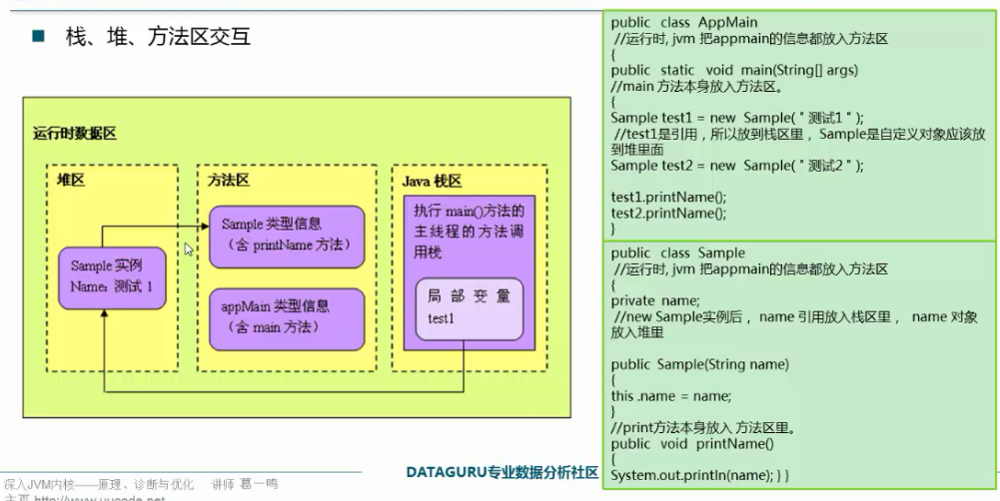 栈、堆、方法区交互
运行时数据区
堆区
Sample 实例
Name: 测试 1
方法区
Sample 类型信息
（含 printName 方法）
appMain 类型信息
（含 main 方法）
Java 栈区
执行 main()方法的
主线程的方法调
用栈
局部变量
test1
public class AppMain
//运行时, jvm 把appmain的信息都放入方法区
{
public static void main(String[] args)
//main 方法本身放入方法区。
{
Sample test1 = new Sample( " 测试1 " );
//test1是引用，所以放到栈区里， Sample是自定义对象应该放
到堆里面
Sample test2 = new Sample( " 测试2 " );
test1.printName();
test2.printName();
}
public class Sample
//运行时, jvm 把appmain的信息都放入方法区
{
private name;
//new Sample实例后， name 引用放入栈区里， name 对象
放入堆里
public Sample(String name)
{
this .name = name;
}
//print方法本身放入 方法区里。
public void printName()
{
System.out.println(name); } }
DATAGURU专业数据分析社区
深入JVM内核——原理、诊断与优化 讲师 葛一鸣